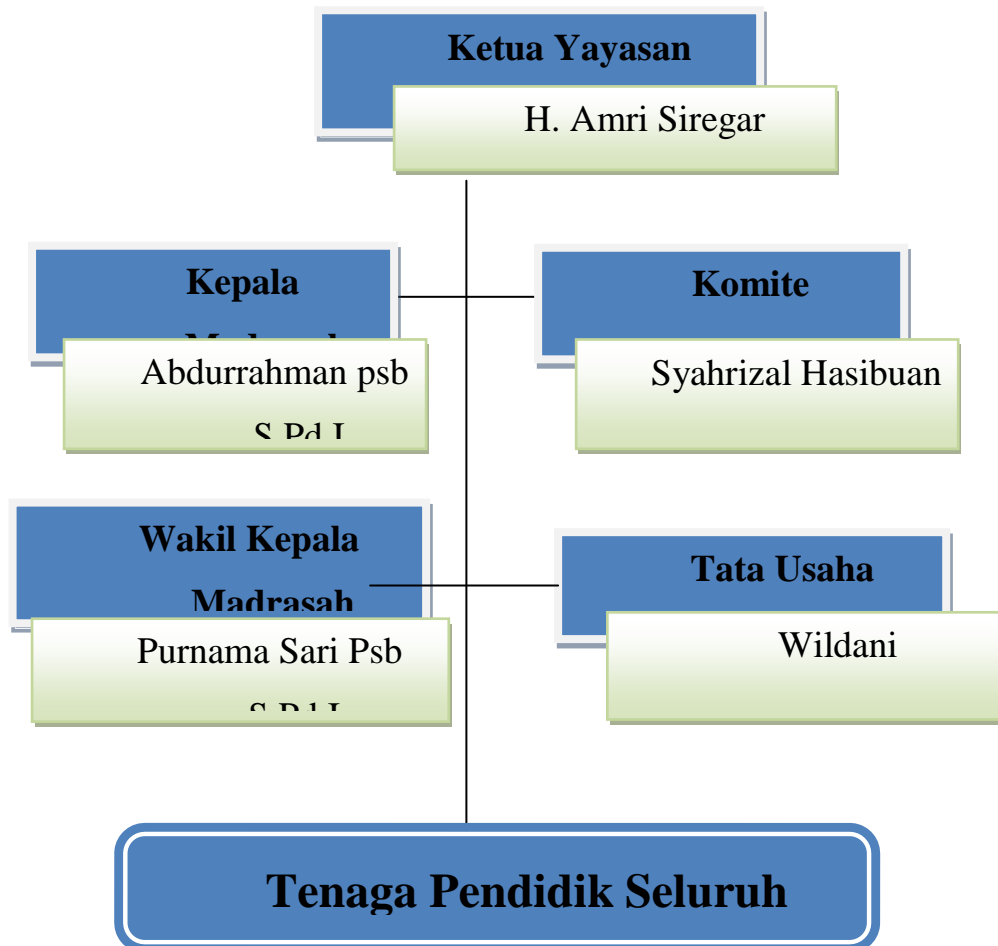 Ketua Yayasan
H. Amri Siregar
Kepala
Komite
Abdurrahman psb
S.Pd.I
Syahrizal Hasibuan
Wakil Kepala
Madrasah
Tata Usaha
Purnama Sari Psb
Wildani
Tenaga Pendidik Seluruh